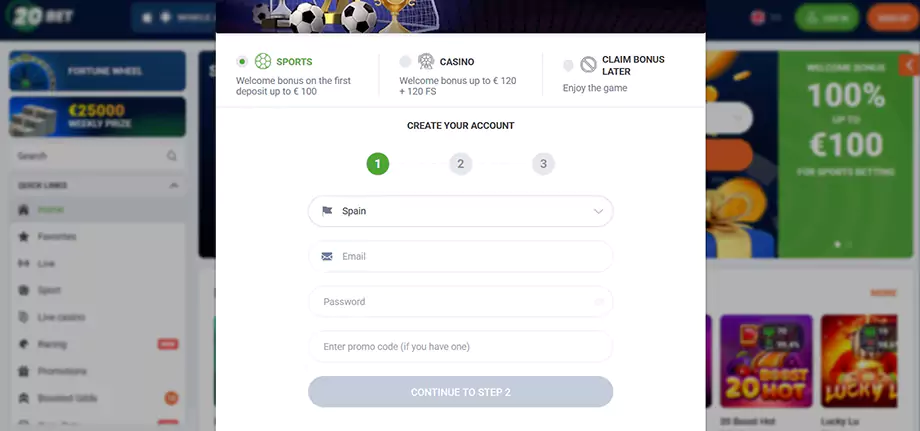 20BET
FORTUNE WHEEL
€25000
WEEKLY PRIZE
Search
QUICK LINKS
Home
Favorites
Live
Sport
Live casino
Racing
Promotions
Boosted Odds
SPORTS
Welcome bonus on the first
deposit up to € 100
CASINO
Welcome bonus up to € 120
+ 120 FS
CLAIM BONUS
LATER
Enjoy the game
CREATE YOUR ACCOUNT
1 2 3
Spain
Email
Password
Enter promo code (if you have one)
CONTINUE TO STEP 2
LOG IN
SIGN UP
WELCOME BONUS
100%
UP TO
€100
FOR SPORTS BETTING
MORE
20 BOOST
HOT
LUCKY LU
20 Boost Hot
Lucky Lu